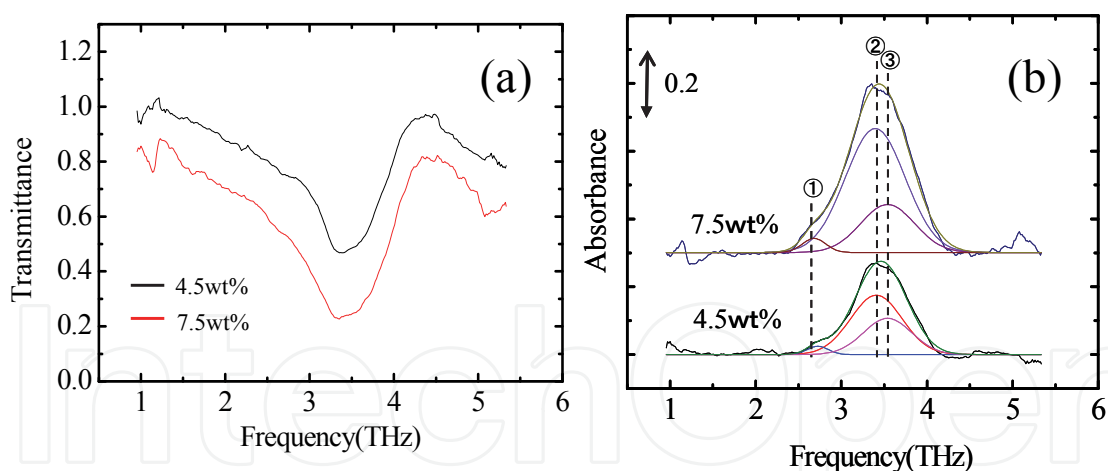 (a)
Transmittance
1.2
1.0
0.8
0.6
0.4
0.2
0.0
4.5wt%
7.5wt%
1 2 3 4 5 6
Frequency(THz)
(b)
Absorbance
0.2
①
②
③
7.5wt%
4.5wt%
1 2 3 4 5 6
Frequency(THz)